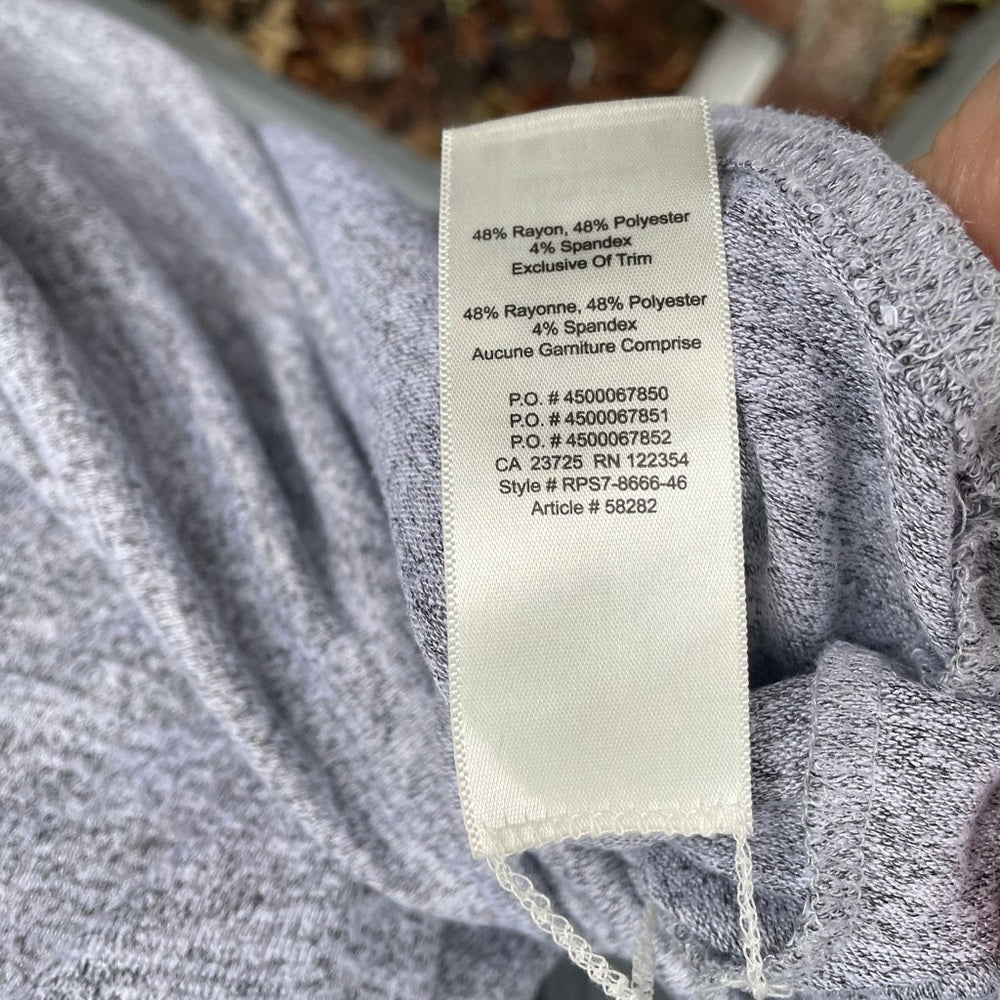 48% Rayon, 48% Polyester
4% Spandex
Exclusive Of Trim
48% Rayonne, 48% Polyester
4% Spandex
Aucune Garniture Comprise
P.O. # 4500067850
P.O. # 4500067851
P.O. # 4500067852
CA 23725 RN 122354
Style # RPS7-8666-46
Article # 58282